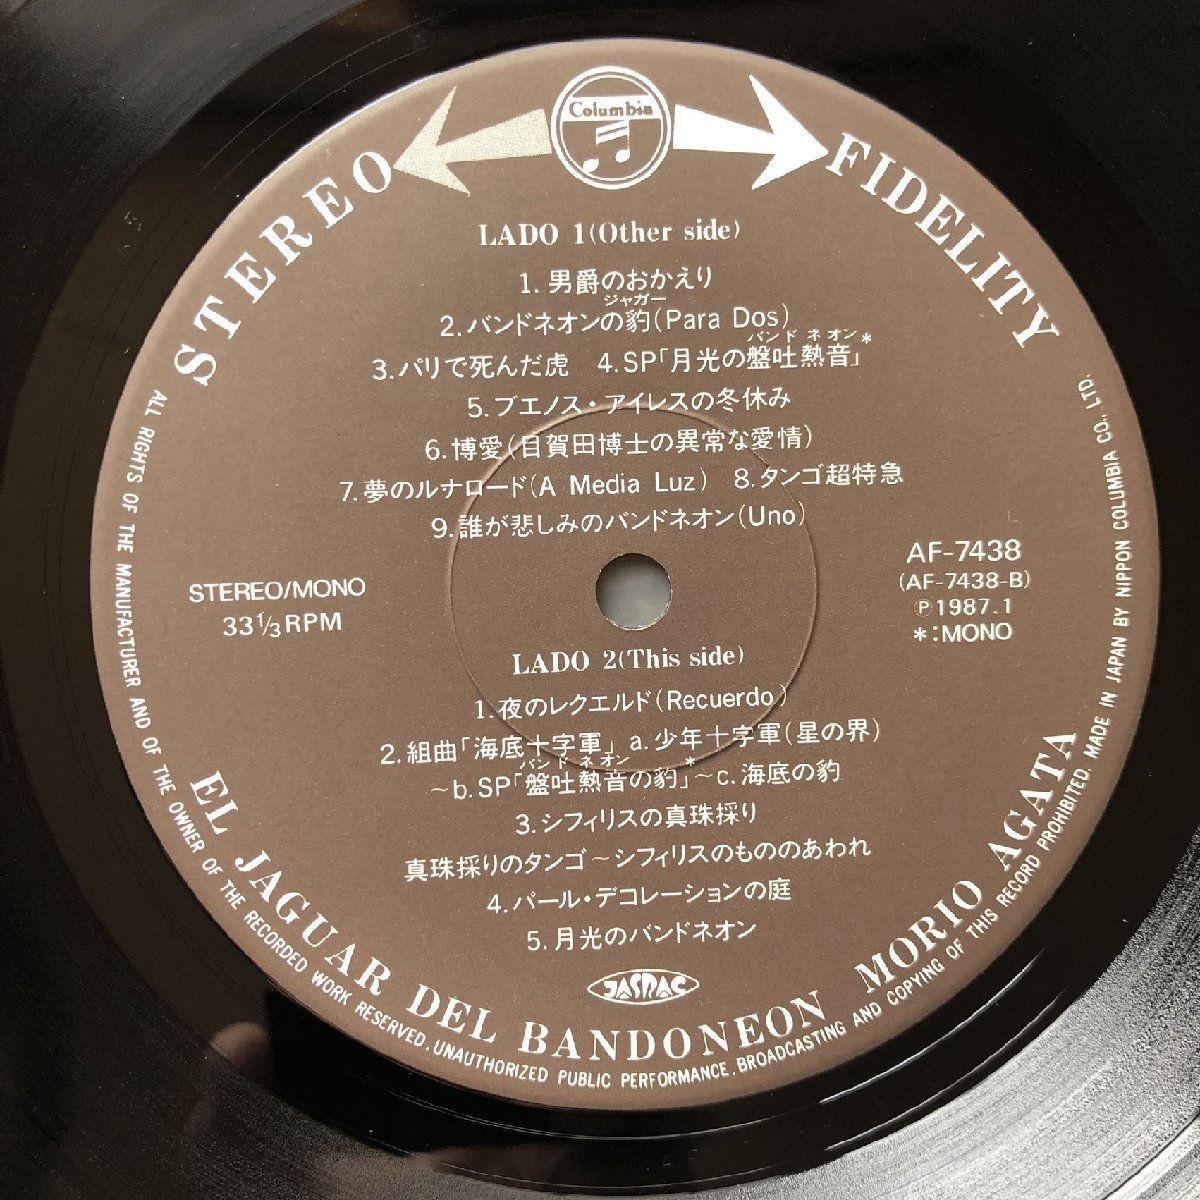 Columbia
STEREO FIDELITY
LADO 1(Other side)
1. 男爵のおかえり
ジャガー
2. バンドネオンの豹(Para Dos)
バンドネオン*
3. パリで死んだ虎 4. SP「月光の盤吐熱音」
5. ブエノス・アイレスの冬休み
6. 博愛(目賀田博士の異常な愛情)
7. 夢のルナロード(A Media Luz) 8. タンゴ超特急
9. 誰が悲しみのバンドネオン(Uno)
STEREO/MONO
33 1/3 RPM
AF-7438
(AF-7438-B)
Ⓟ1987.1
*:MONO
LADO 2(This side)
1. 夜のレクエルド(Recuerdo)
2. 組曲「海底十字軍」 a. 少年十字軍(星の界)
バンドネオン *
～b. SP「盤吐熱音の豹」～c. 海底の豹
3. シフィリスの真珠採り
真珠採りのタンゴ～シフィリスのもののあわれ
4. パール・デコレーションの庭
5. 月光のバンドネオン
JASRAC
EL JAGUAR DEL BANDONEON MORIO AGATA
ALL RIGHTS OF THE MANUFACTURER AND OF THE OWNER OF THE RECORDED WORK RESERVED. UNAUTHORIZED PUBLIC PERFORMANCE, BROADCASTING AND COPYING OF THIS RECORD PROHIBITED. MADE IN JAPAN BY NIPPON COLUMBIA CO., LTD.